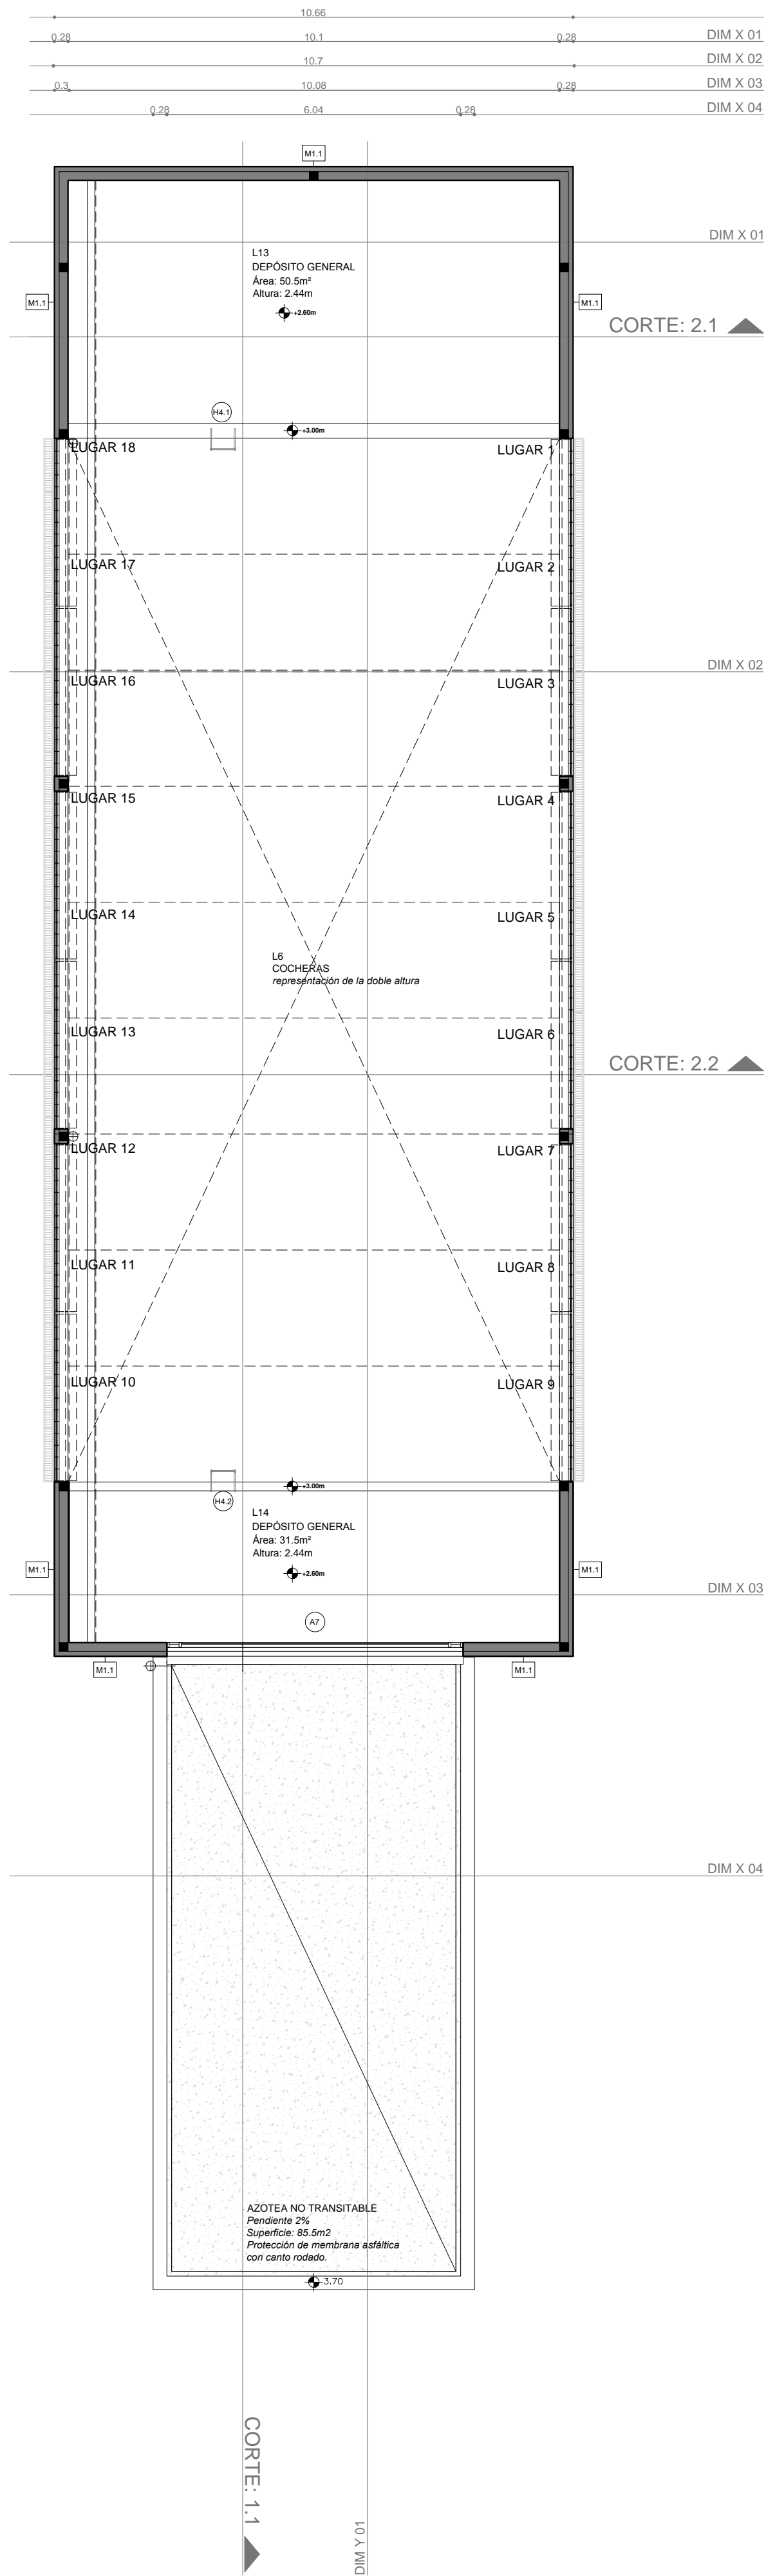 10.66
0.28 10.1 0.28 DIM X 01
10.7 DIM X 02
0.3 10.08 0.28 DIM X 03
0.28 6.04 0.28 DIM X 04
M1.1
DIM X 01
L13
DEPÓSITO GENERAL
Área: 50.5m²
Altura: 2.44m
+2.60m
M1.1 M1.1
CORTE: 2.1
H4.1
+3.00m
LUGAR 18 LUGAR 1
LUGAR 17 LUGAR 2
DIM X 02
LUGAR 16 LUGAR 3
LUGAR 15 LUGAR 4
LUGAR 14 LUGAR 5
L6
COCHERAS
representación de la doble altura
LUGAR 13 LUGAR 6
CORTE: 2.2
LUGAR 12 LUGAR 7
LUGAR 11 LUGAR 8
LUGAR 10 LUGAR 9
+3.00m
H4.2
L14
DEPÓSITO GENERAL
Área: 31.5m²
Altura: 2.44m
+2.60m
M1.1 M1.1
DIM X 03
A7
M1.1 M1.1
DIM X 04
AZOTEA NO TRANSITABLE
Pendiente 2%
Superficie: 85.5m2
Protección de membrana asfáltica
con canto rodado.
3.70
CORTE: 1.1
DIM Y 01